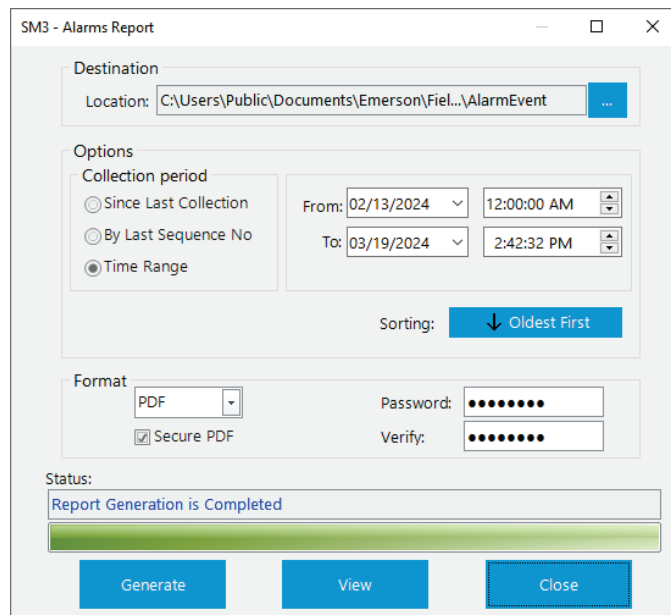 SM3 - Alarms Report
Destination
Location: C:\Users\Public\Documents\Emerson\Fiel...\AlarmEvent ...
Options
Collection period
Since Last Collection
By Last Sequence No
Time Range
From: 02/13/2024 12:00:00 AM
To: 03/19/2024 2:42:32 PM
Sorting: Oldest First
Format
PDF
Secure PDF
Password: ●●●●●●●●
Verify: ●●●●●●●●
Status:
Report Generation is Completed
Generate View Close